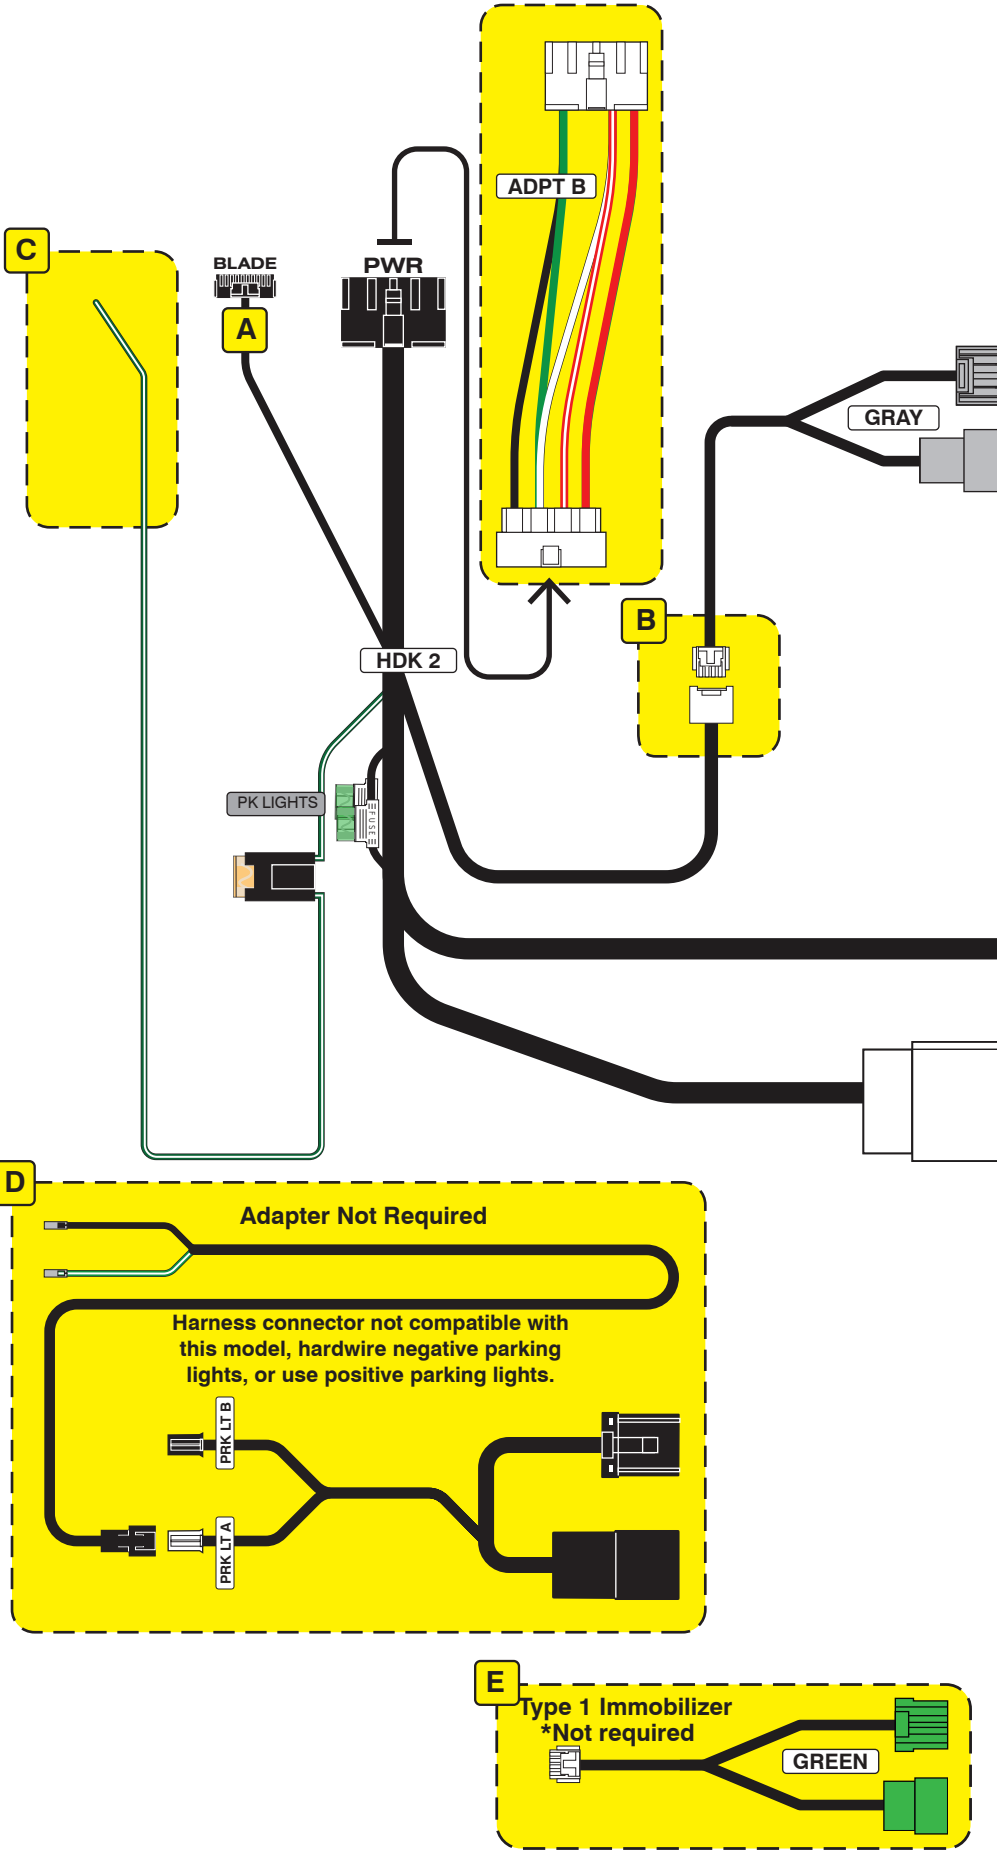 ADPT B
C
BLADE
PWR
A
GRAY
B
HDK 2
PK LIGHTS
FUSE
D
Adapter Not Required
Harness connector not compatible with
this model, hardwire negative parking
lights, or use positive parking lights.
PRK LT B
PRK LT A
E
Type 1 Immobilizer
*Not required
GREEN